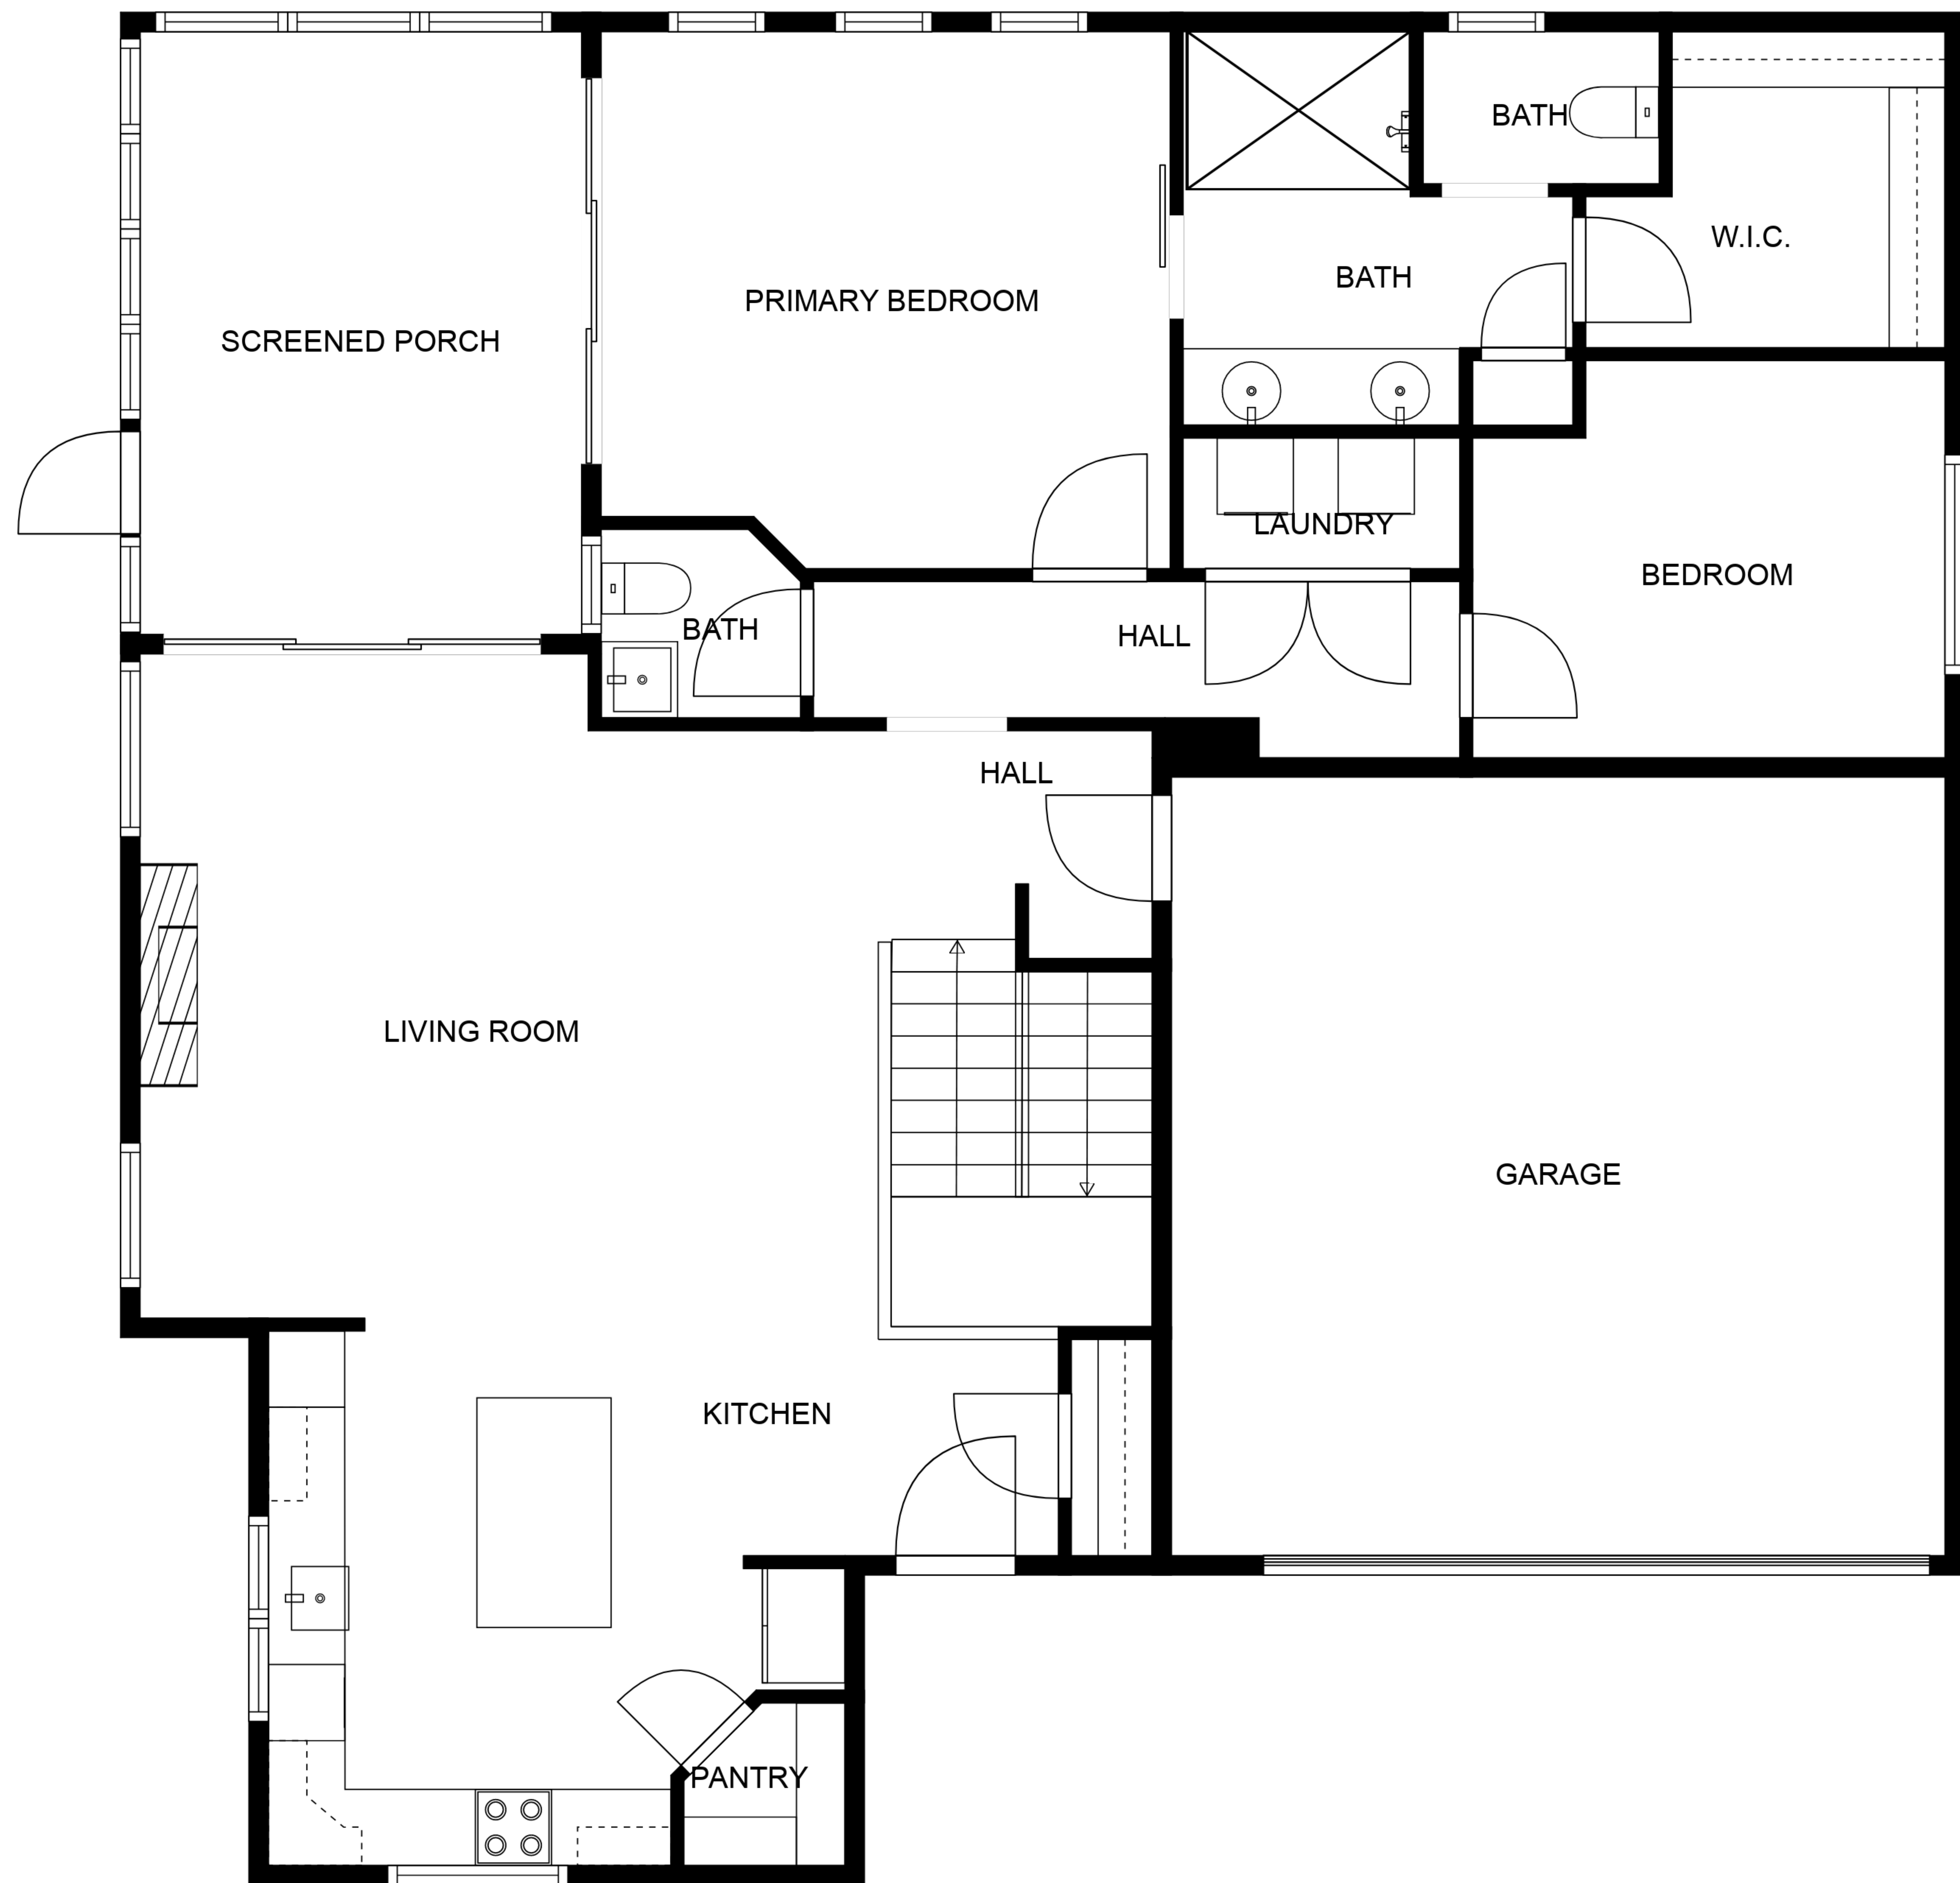 BATH
W.I.C.
BATH
PRIMARY BEDROOM
SCREENED PORCH
LAUNDRY
BEDROOM
BATH
HALL
HALL
LIVING ROOM
GARAGE
KITCHEN
PANTRY